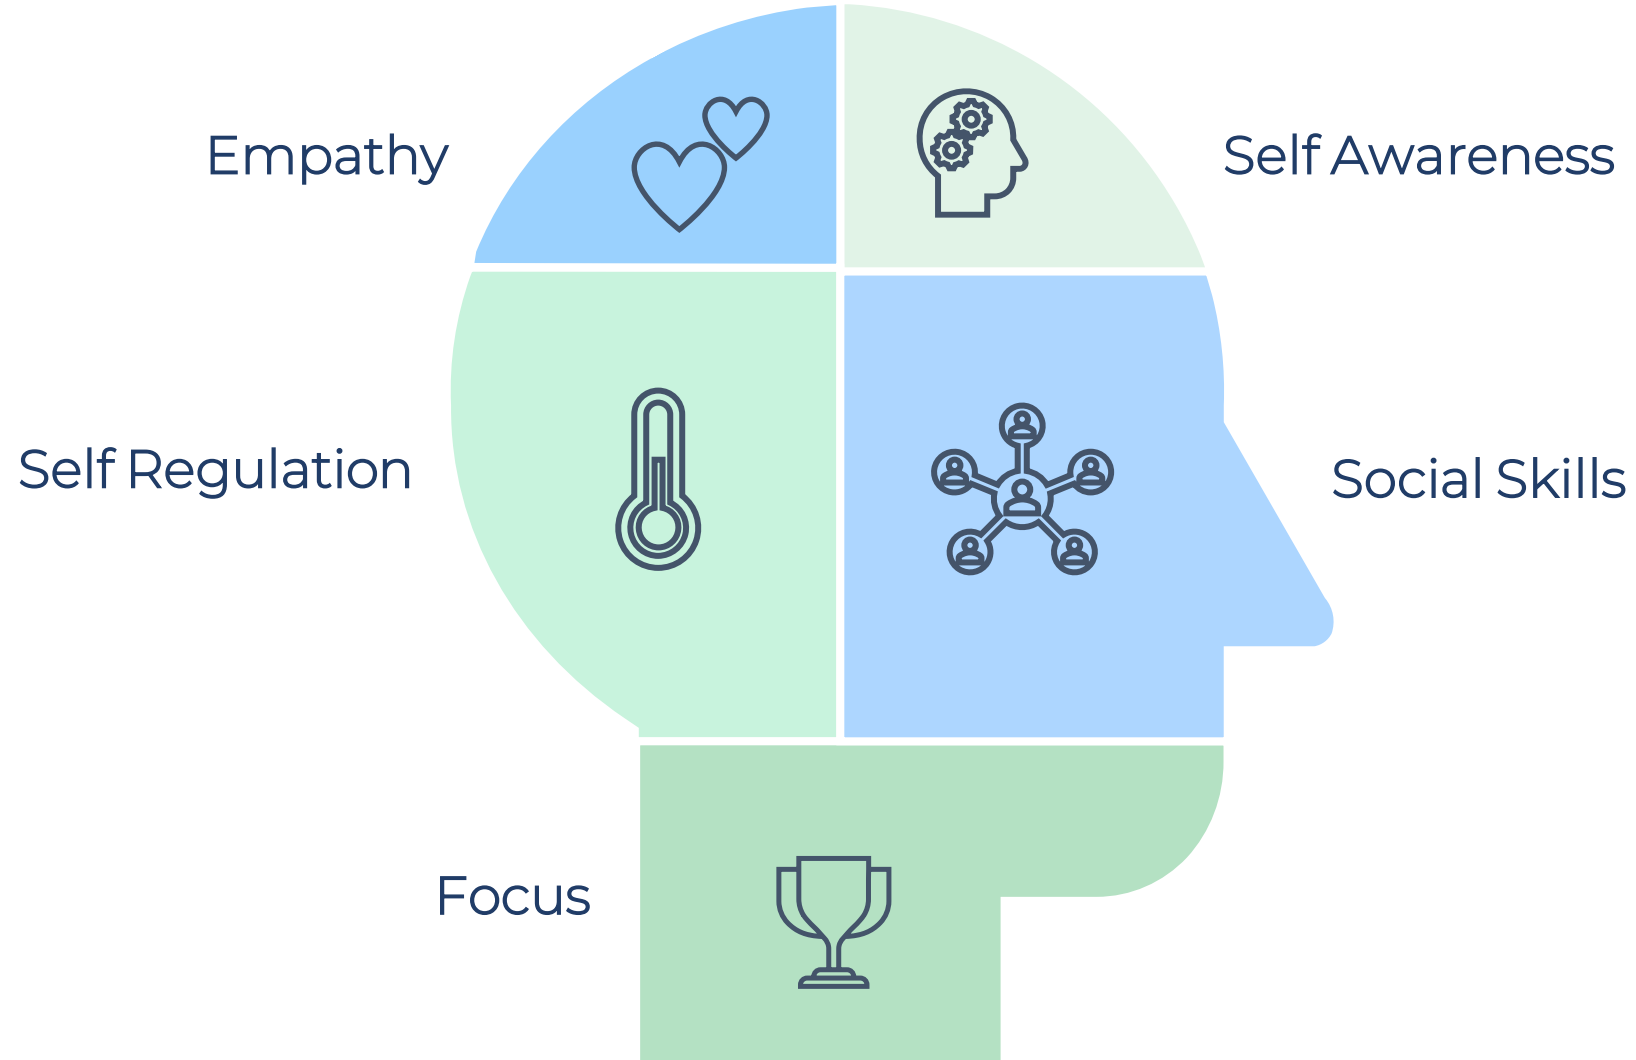 Empathy
Self Awareness
Self Regulation
Social Skills
Focus